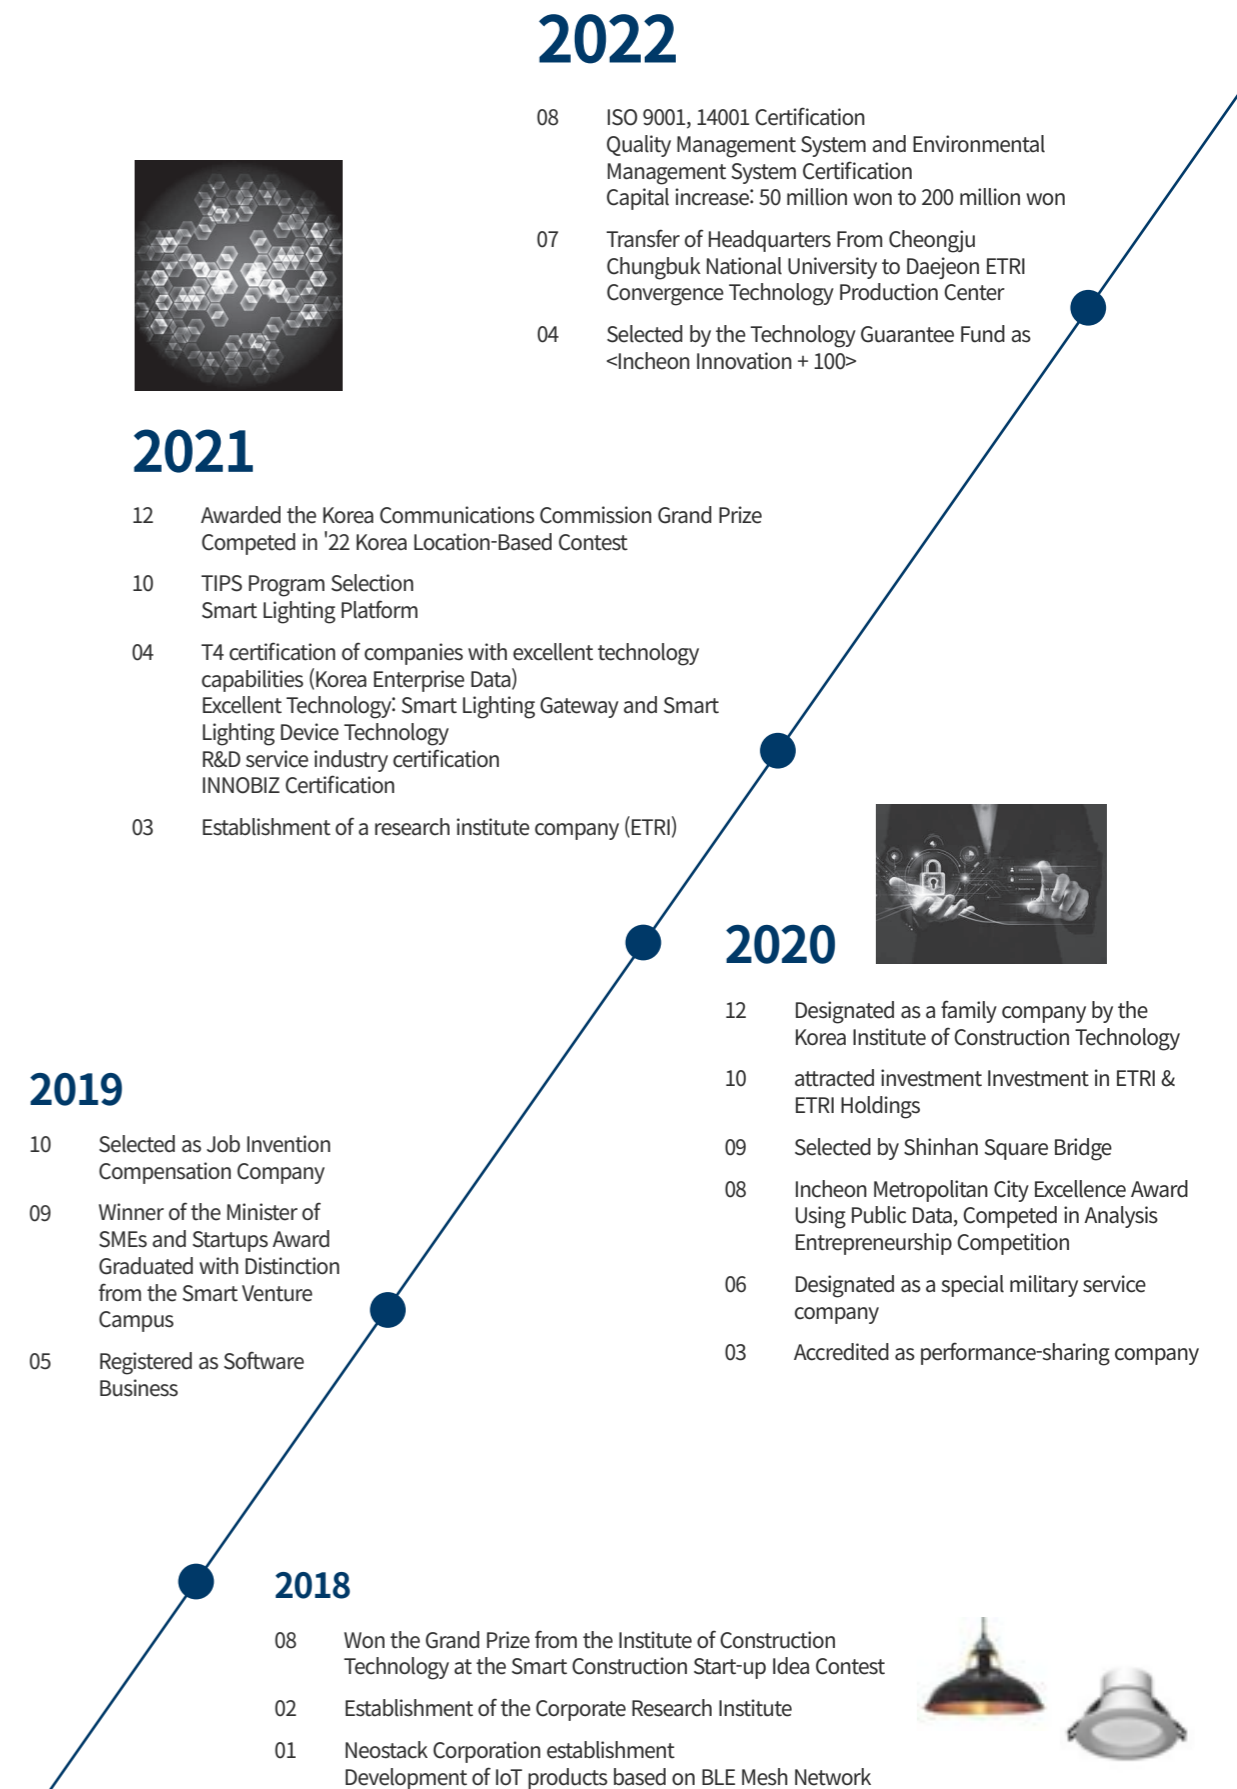 2022
08 ISO 9001, 14001 Certification
Quality Management System and Environmental
Management System Certification
Capital increase: 50 million won to 200 million won
07 Transfer of Headquarters From Cheongju
Chungbuk National University to Daejeon ETRI
Convergence Technology Production Center
04 Selected by the Technology Guarantee Fund as
<Incheon Innovation + 100>
2021
12 Awarded the Korea Communications Commission Grand Prize
Competed in '22 Korea Location-Based Contest
10 TIPS Program Selection
Smart Lighting Platform
04 T4 certification of companies with excellent technology
capabilities (Korea Enterprise Data)
Excellent Technology: Smart Lighting Gateway and Smart
Lighting Device Technology
R&D service industry certification
INNOBIZ Certification
03 Establishment of a research institute company (ETRI)
2020
12 Designated as a family company by the
Korea Institute of Construction Technology
10 attracted investment Investment in ETRI &
ETRI Holdings
09 Selected by Shinhan Square Bridge
08 Incheon Metropolitan City Excellence Award
Using Public Data, Competed in Analysis
Entrepreneurship Competition
06 Designated as a special military service
company
03 Accredited as performance-sharing company
2019
10 Selected as Job Invention
Compensation Company
09 Winner of the Minister of
SMEs and Startups Award
Graduated with Distinction
from the Smart Venture
Campus
05 Registered as Software
Business
2018
08 Won the Grand Prize from the Institute of Construction
Technology at the Smart Construction Start-up Idea Contest
02 Establishment of the Corporate Research Institute
01 Neostack Corporation establishment
Development of IoT products based on BLE Mesh Network